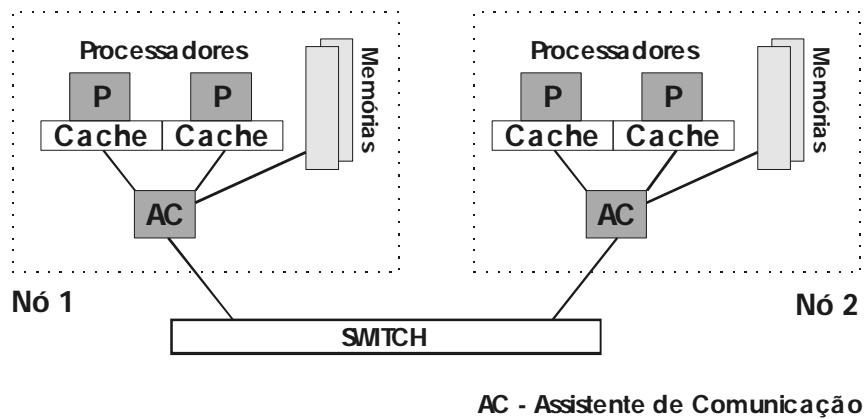 Processadores
Memórias
P P
Cache Cache
AC
Nó 1
Processadores
Memórias
P P
Cache Cache
AC
Nó 2
SWITCH
AC - Assistente de Comunicação